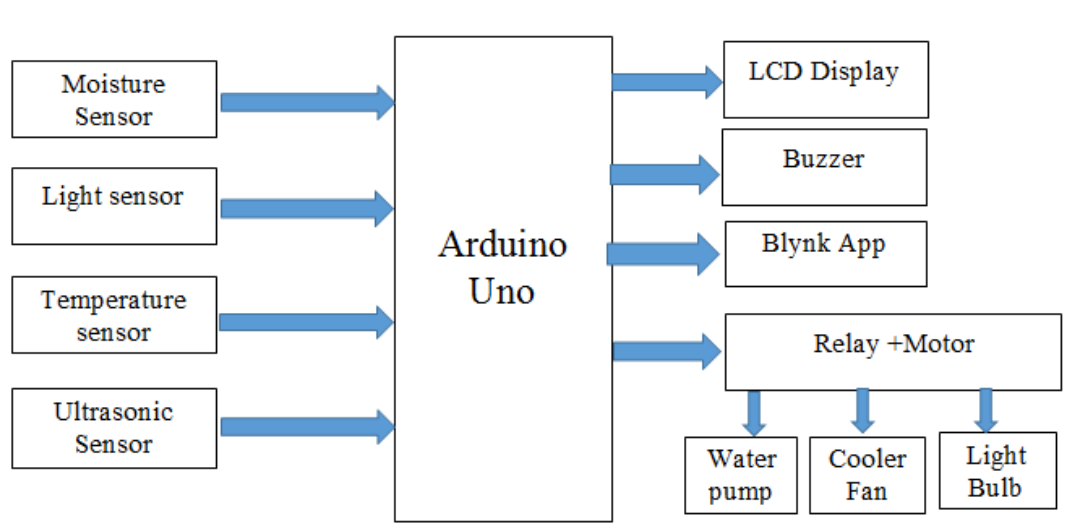 Moisture
Sensor
Light sensor
Temperature
sensor
Ultrasonic
Sensor
Arduino
Uno
LCD Display
Buzzer
Blynk App
Relay +Motor
Water
pump
Cooler
Fan
Light
Bulb